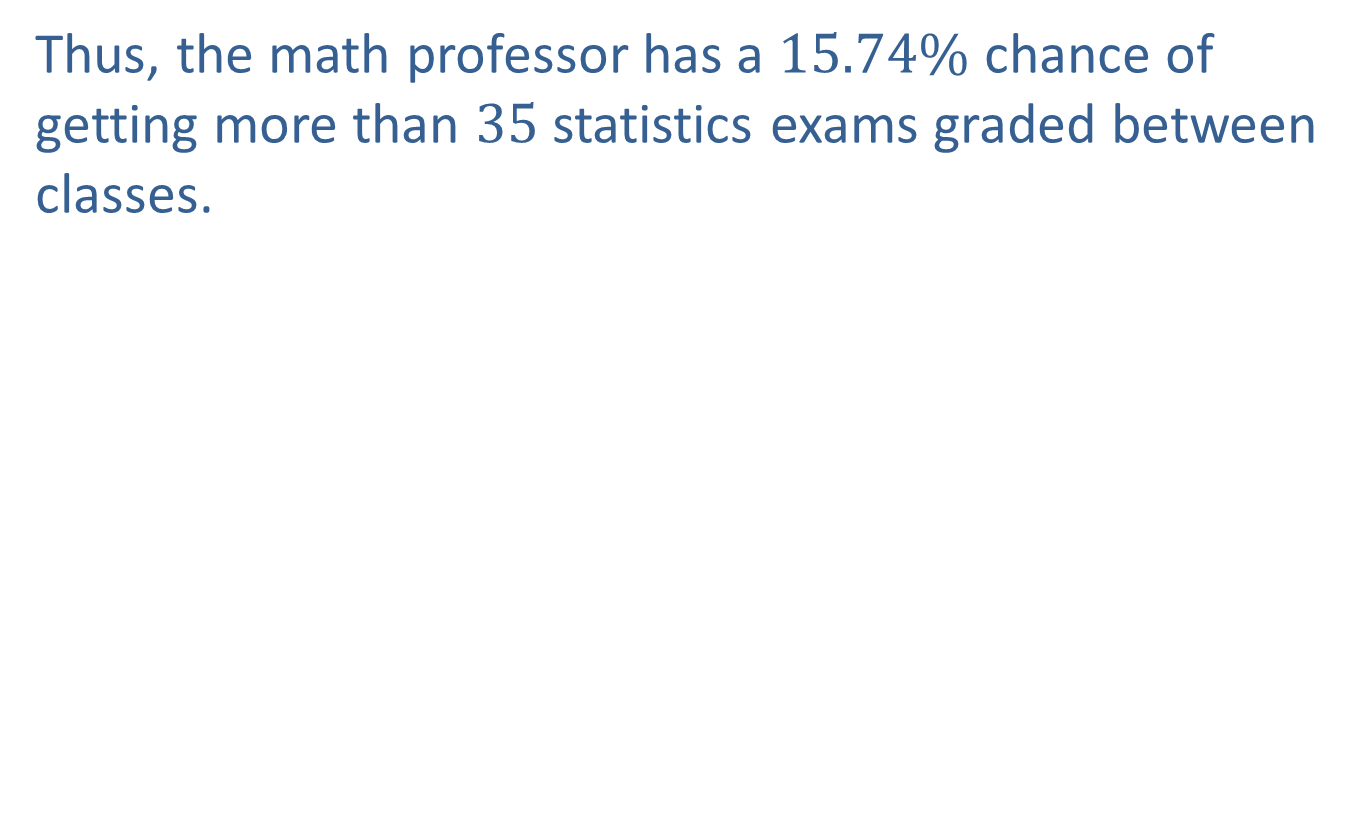 Thus, the math professor has a 15.74% chance of
getting more than 35 statistics exams graded between
classes.